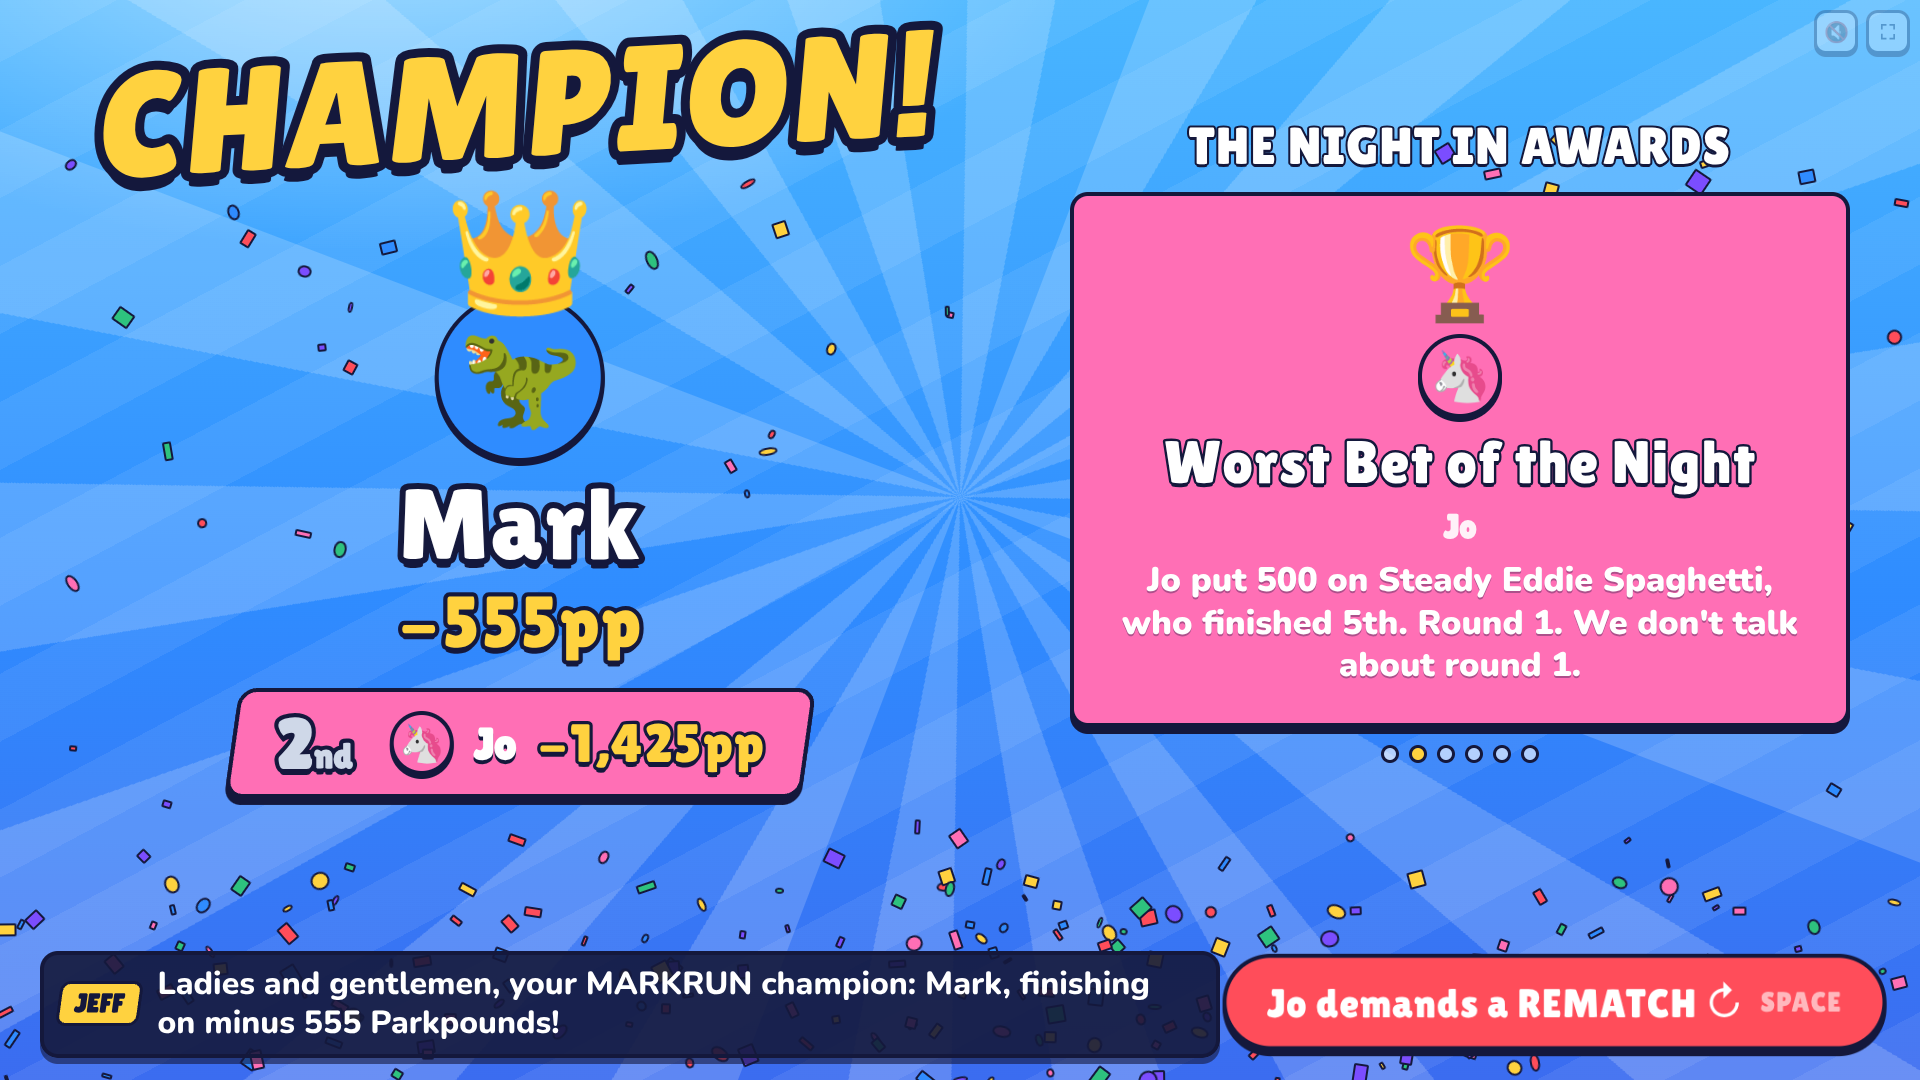 CHAMPION!
Mark
–555pp
2nd Jo –1,425pp
THE NIGHT IN AWARDS
Worst Bet of the Night
Jo
Jo put 500 on Steady Eddie Spaghetti,
who finished 5th. Round 1. We don't talk
about round 1.
JEFF
Ladies and gentlemen, your MARKRUN champion: Mark, finishing
on minus 555 Parkpounds!
Jo demands a REMATCH SPACE